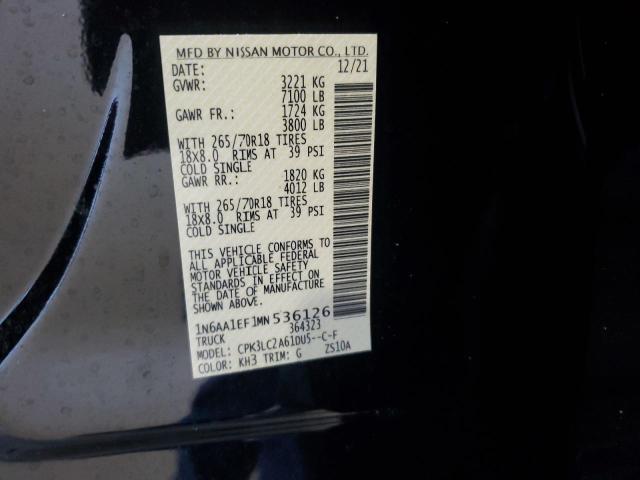 MFD BY NISSAN MOTOR CO., LTD.
DATE: 12/21
GVWR: 3221 KG
7100 LB
GAWR FR.: 1724 KG
3800 LB
WITH 265/70R18 TIRES
18X8.0 RIMS AT 39 PSI
COLD SINGLE
GAWR RR.: 1820 KG
4012 LB
WITH 265/70R18 TIRES
18X8.0 RIMS AT 39 PSI
COLD SINGLE
THIS VEHICLE CONFORMS TO
ALL APPLICABLE FEDERAL
MOTOR VEHICLE SAFETY
STANDARDS IN EFFECT ON
THE DATE OF MANUFACTURE
SHOWN ABOVE.
1N6AA1EF1MN536126
TRUCK 364323
MODEL: CPK3LC2A61DU5--C-F
COLOR: KH3 TRIM: G ZS10A